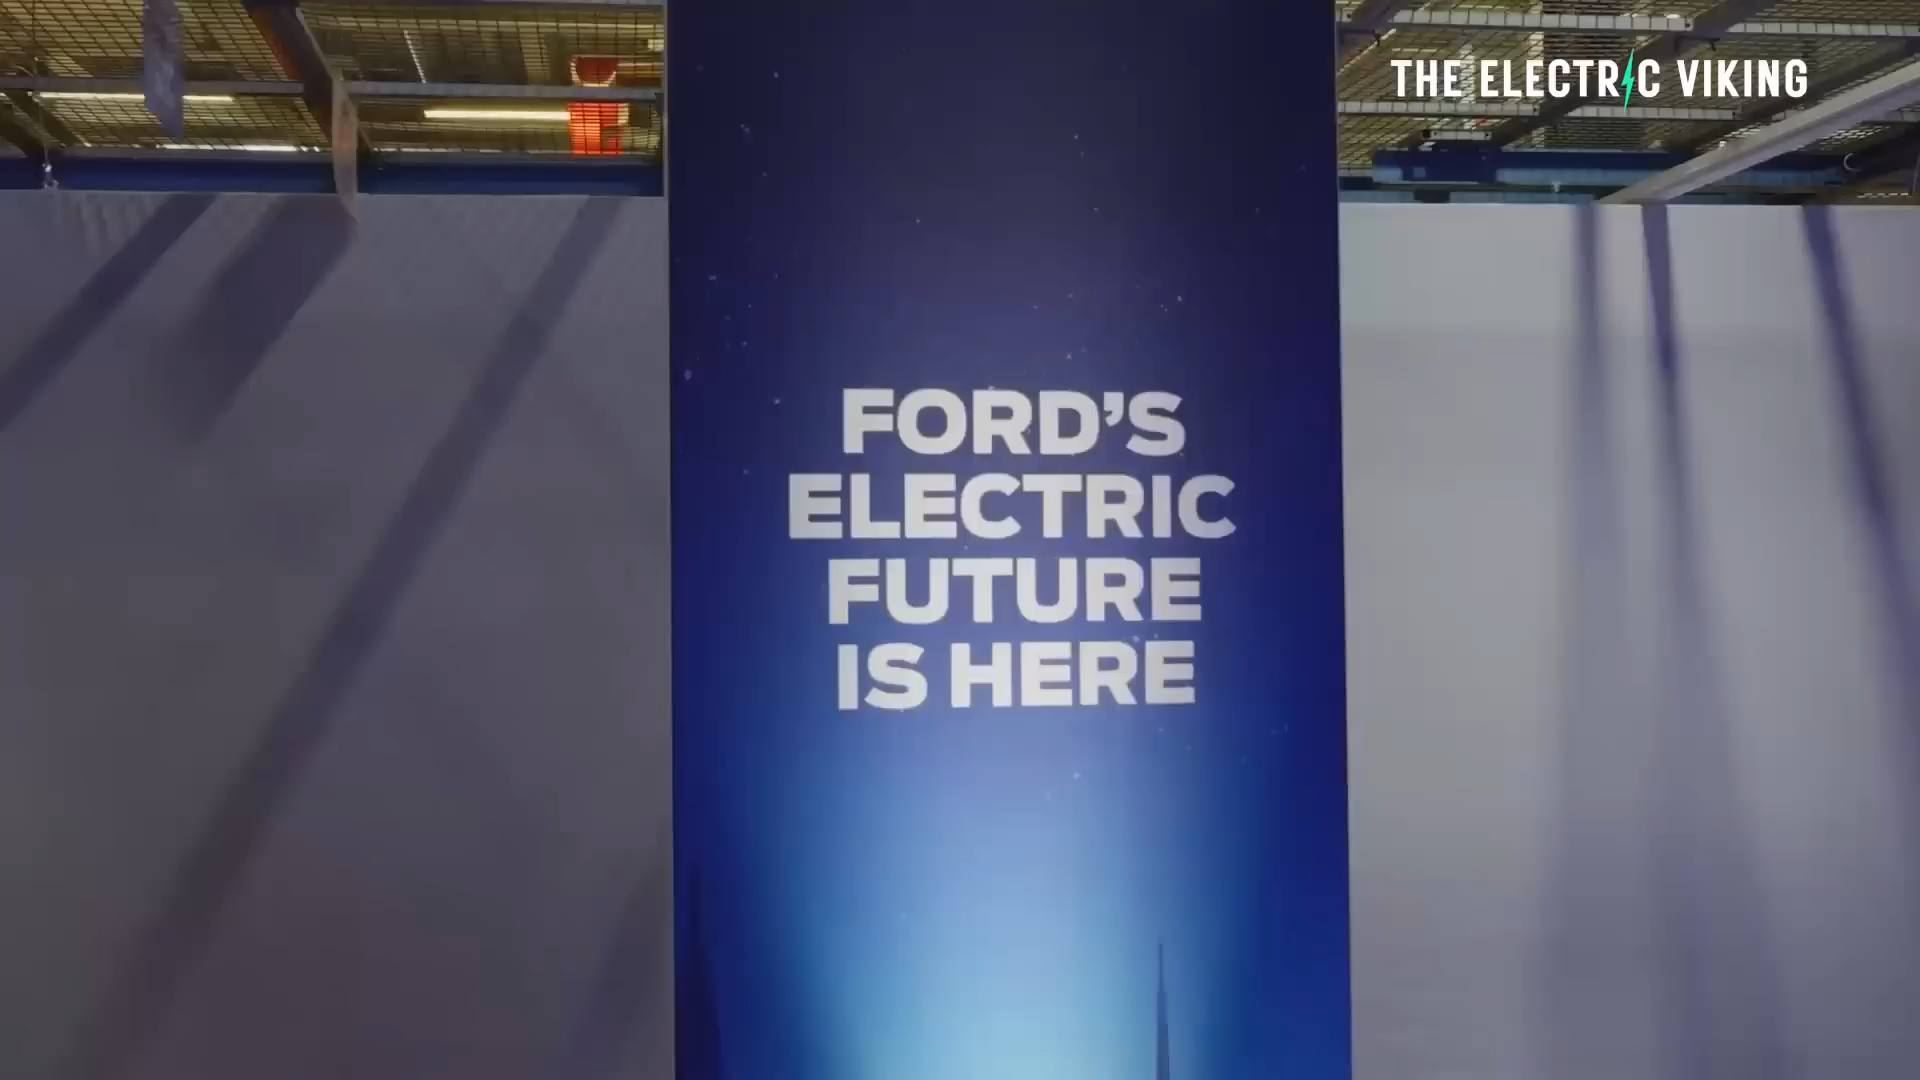 THE ELECTRIC VIKING
FORD'S
ELECTRIC
FUTURE
IS HERE